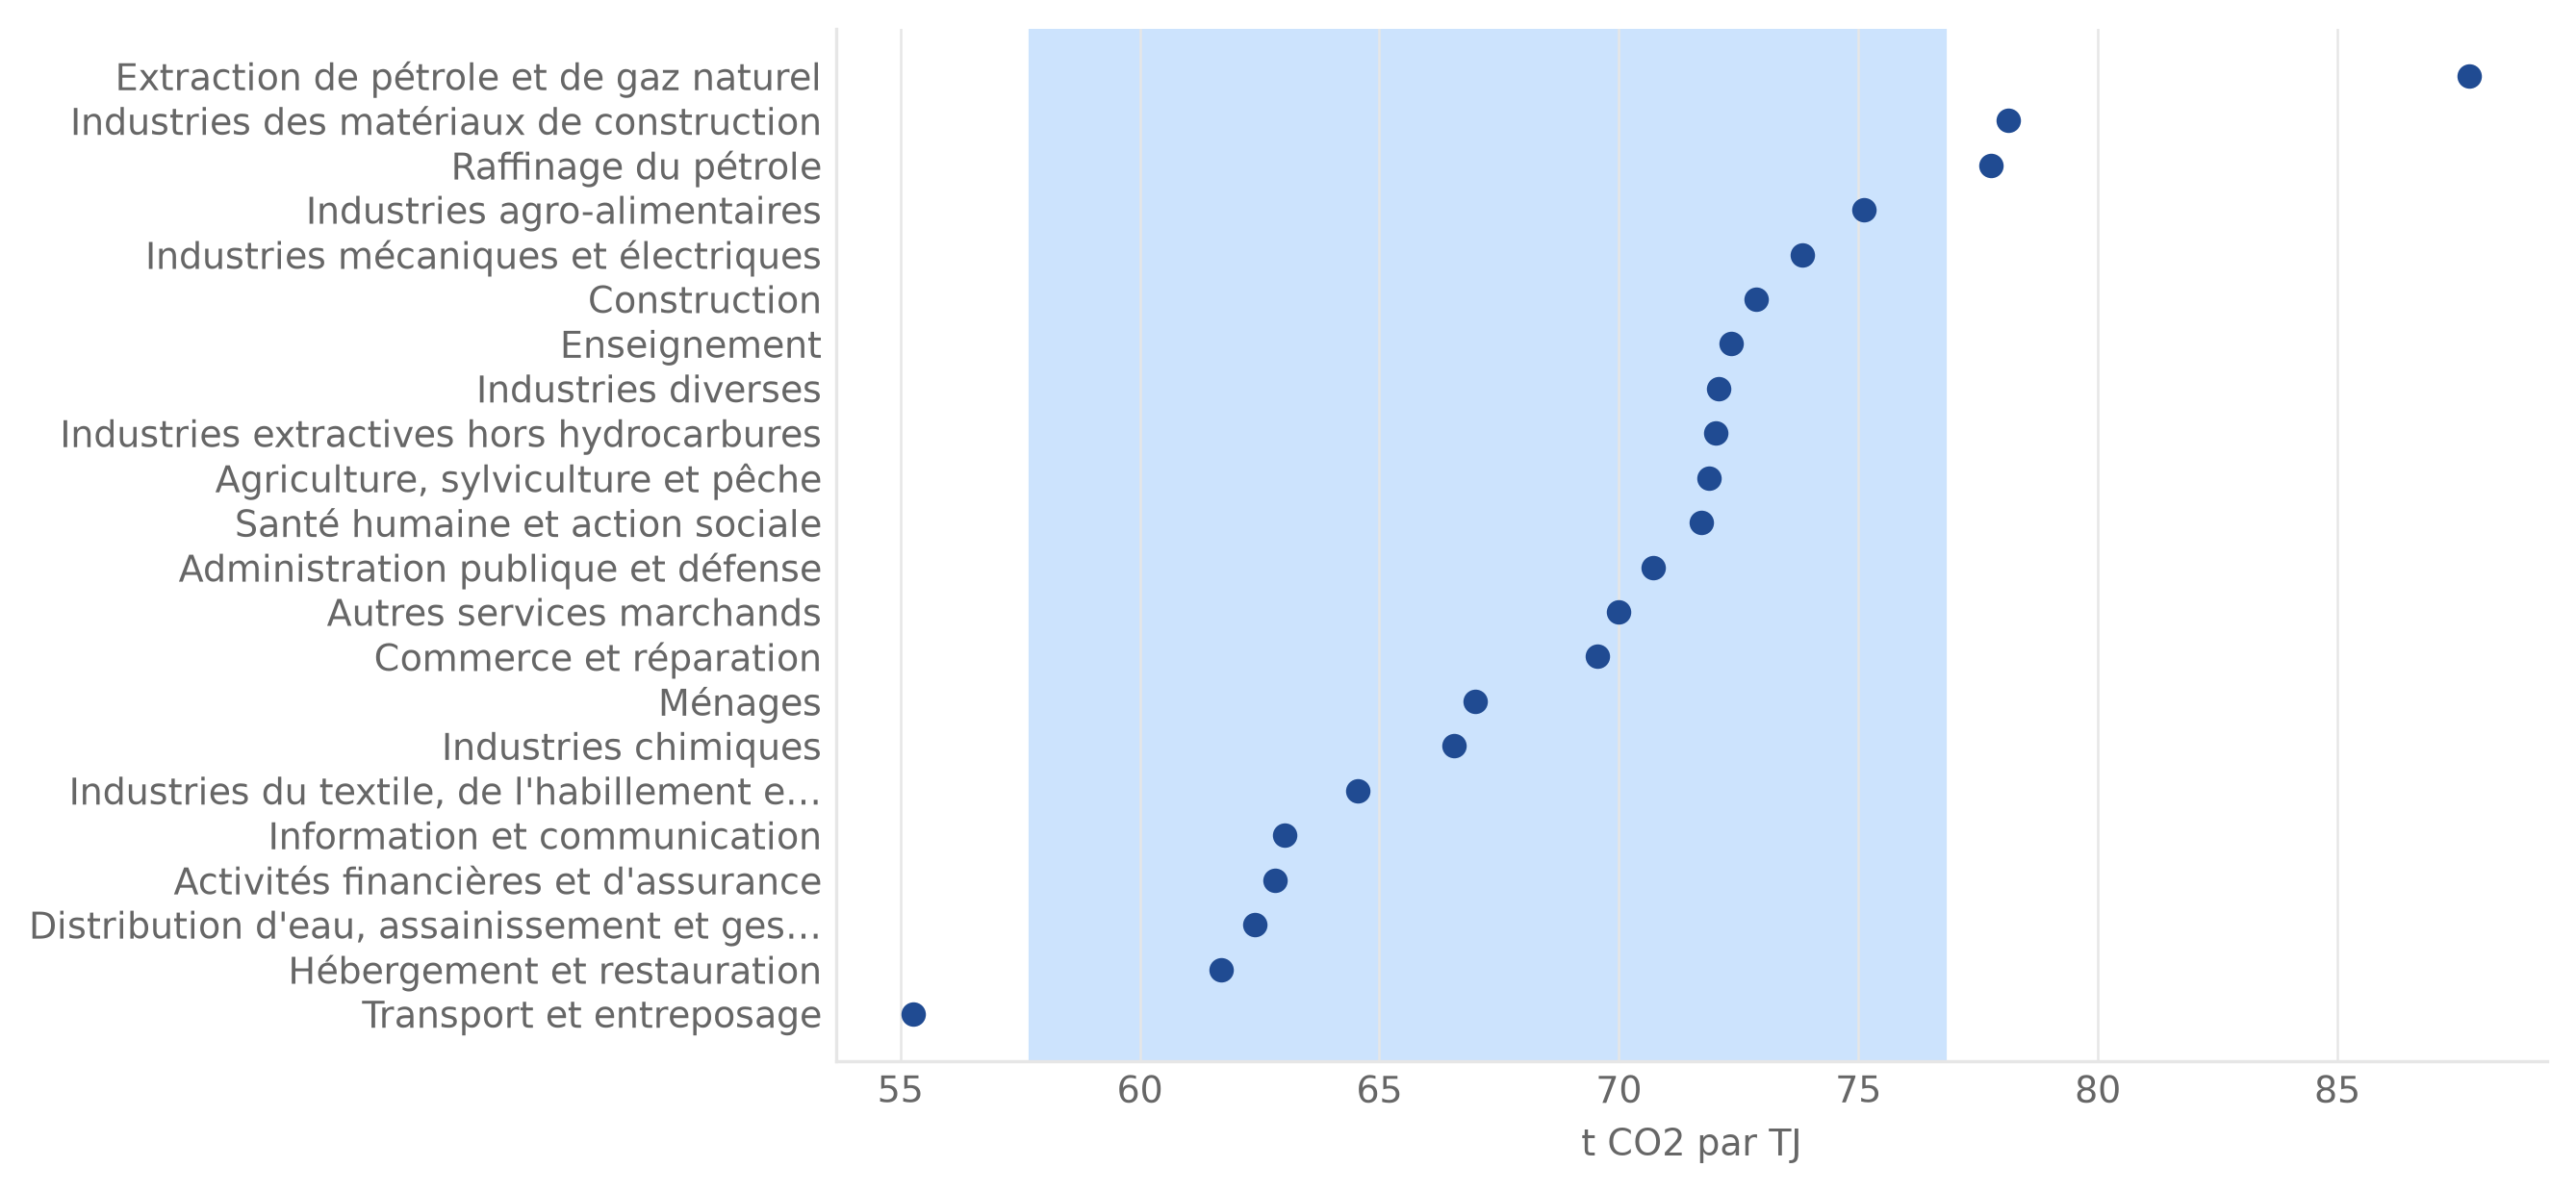 Extraction de pétrole et de gaz naturel
Industries des matériaux de construction
Raffinage du pétrole
Industries agro-alimentaires
Industries mécaniques et électriques
Construction
Enseignement
Industries diverses
Industries extractives hors hydrocarbures
Agriculture, sylviculture et pêche
Santé humaine et action sociale
Administration publique et défense
Autres services marchands
Commerce et réparation
Ménages
Industries chimiques
Industries du textile, de l'habillement e...
Information et communication
Activités financières et d'assurance
Distribution d'eau, assainissement et ges...
Hébergement et restauration
Transport et entreposage
55 60 65 70 75 80 85
t CO2 par TJ